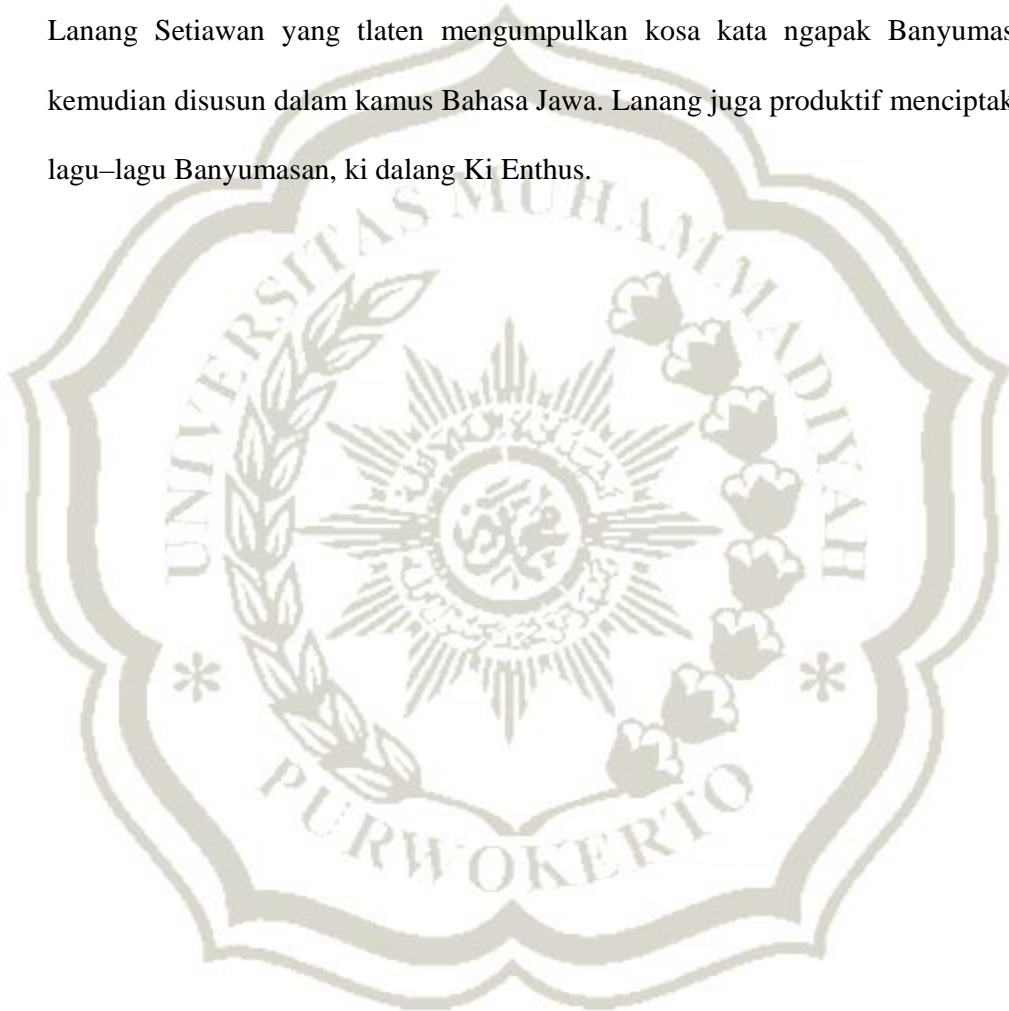 Lanang Setiawan yang tlaten mengumpulkan kosa kata ngapak Banyumas
kemudian disusun dalam kamus Bahasa Jawa. Lanang juga produktif menciptak
lagu–lagu Banyumasan, ki dalang Ki Enthus.
UNIVERSITAS MUHAMMADIYAH
PURWOKERTO